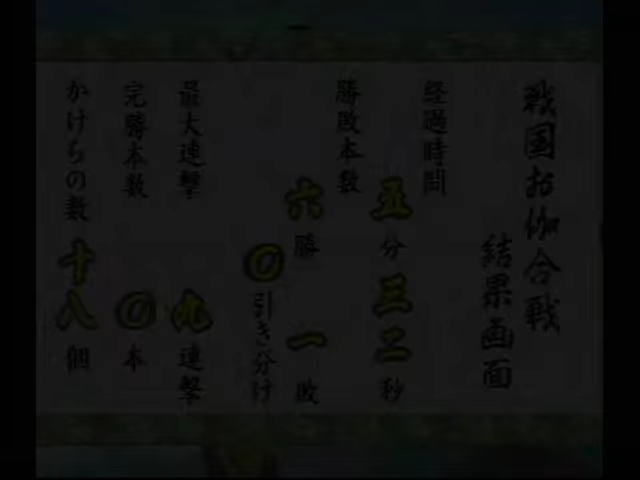 戦国お伽合戦
結果画面
経過時間
五分三二秒
勝敗本数
六勝一敗
〇引き分け
最大連撃
九連撃
完勝本数
〇本
かけらの数
十八個